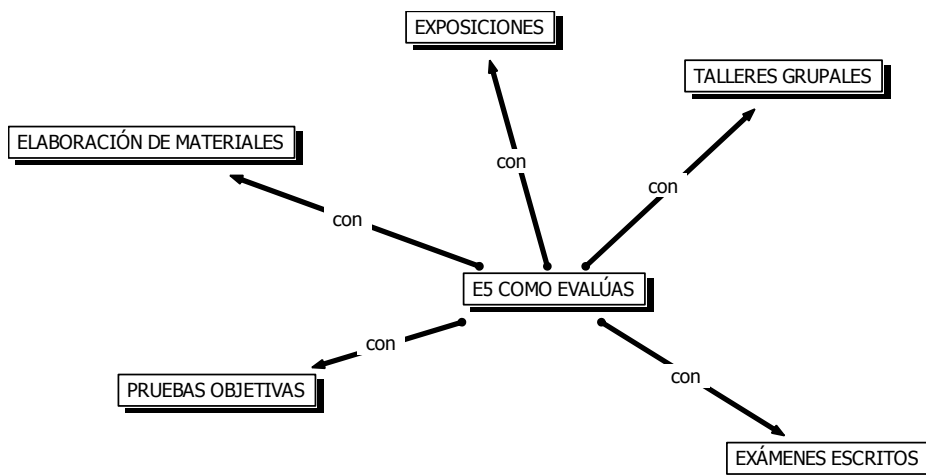 EXPOSICIONES
TALLERES GRUPALES
ELABORACIÓN DE MATERIALES
con
con
con
E5 COMO EVALÚAS
con
con
PRUEBAS OBJETIVAS
EXÁMENES ESCRITOS